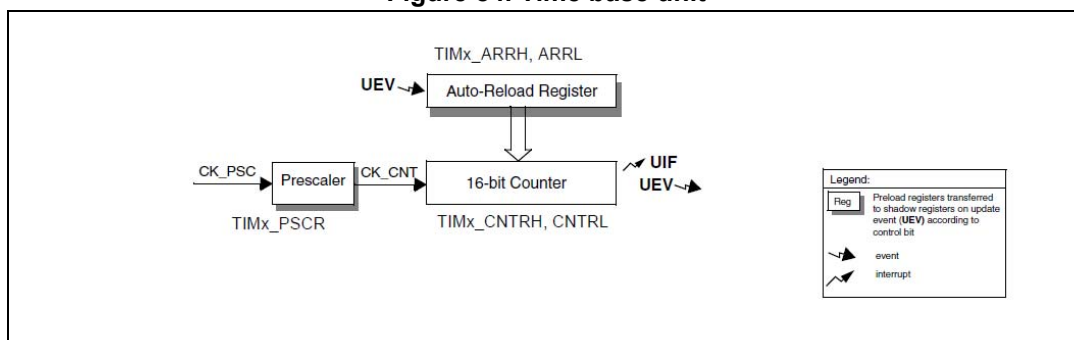 TIMx_ARRH, ARRL
UEV
Auto-Reload Register
CK_PSC
Prescaler
CK_CNT
16-bit Counter
UIF
UEV
TIMx_PSCR
TIMx_CNTRH, CNTRL
Legend:
Reg
Preload registers transferred
to shadow registers on update
event (UEV) according to
control bit
event
interrupt